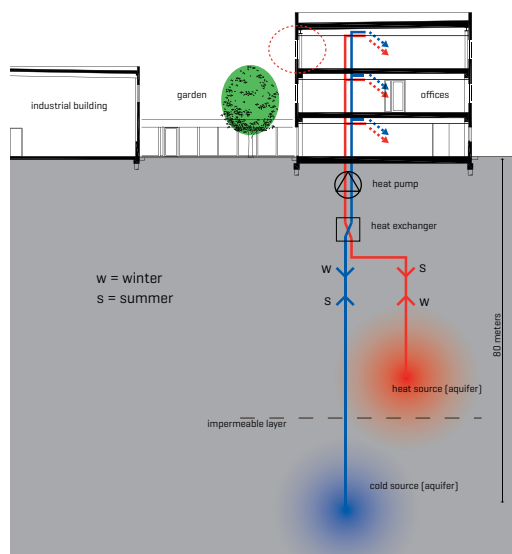 garden
industrial building
offices
heat pump
heat exchanger
W
S
w = winter
s = summer
S
W
80 meters
heat source (aquifer)
impermeable layer
cold source (aquifer)